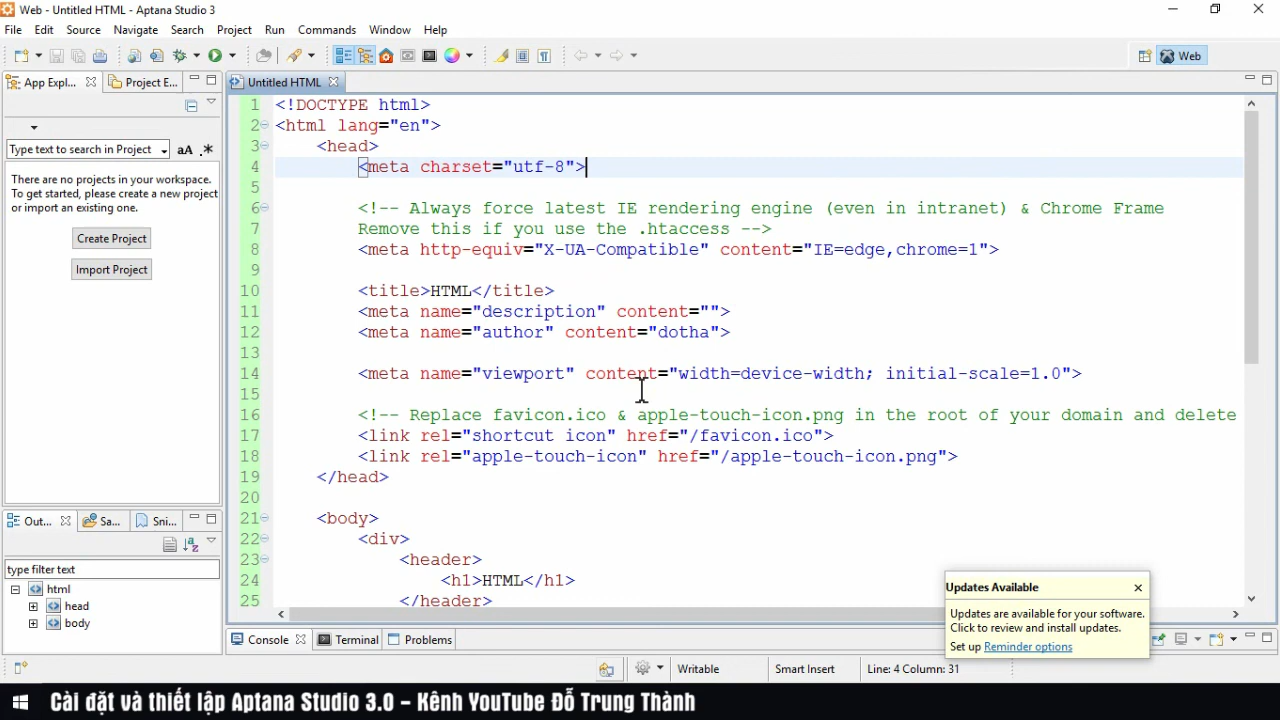 Web - Untitled HTML - Aptana Studio 3
File Edit Source Navigate Search Project Run Commands Window Help
Web
App Expl... Project E...
Type text to search in Project aA .*
There are no projects in your workspace.
To get started, please create a new project
or import an existing one.
Create Project
Import Project
Out... Sa... Sni...
type filter text
html
head
body
Untitled HTML
1 <!DOCTYPE html>
2 <html lang="en">
3 <head>
4 <meta charset="utf-8">
5
6 <!-- Always force latest IE rendering engine (even in intranet) & Chrome Frame
7 Remove this if you use the .htaccess -->
8 <meta http-equiv="X-UA-Compatible" content="IE=edge,chrome=1">
9
10 <title>HTML</title>
11 <meta name="description" content="">
12 <meta name="author" content="dotha">
13
14 <meta name="viewport" content="width=device-width; initial-scale=1.0">
15
16 <!-- Replace favicon.ico & apple-touch-icon.png in the root of your domain and delete
17 <link rel="shortcut icon" href="/favicon.ico">
18 <link rel="apple-touch-icon" href="/apple-touch-icon.png">
19 </head>
20
21 <body>
22 <div>
23 <header>
24 <h1>HTML</h1>
25 </header>
Updates Available
Updates are available for your software.
Click to review and install updates.
Set up Reminder options
Console Terminal Problems
Writable Smart Insert Line: 4 Column: 31
Cài đặt và thiết lập Aptana Studio 3.0 – Kênh YouTube Đỗ Trung Thành